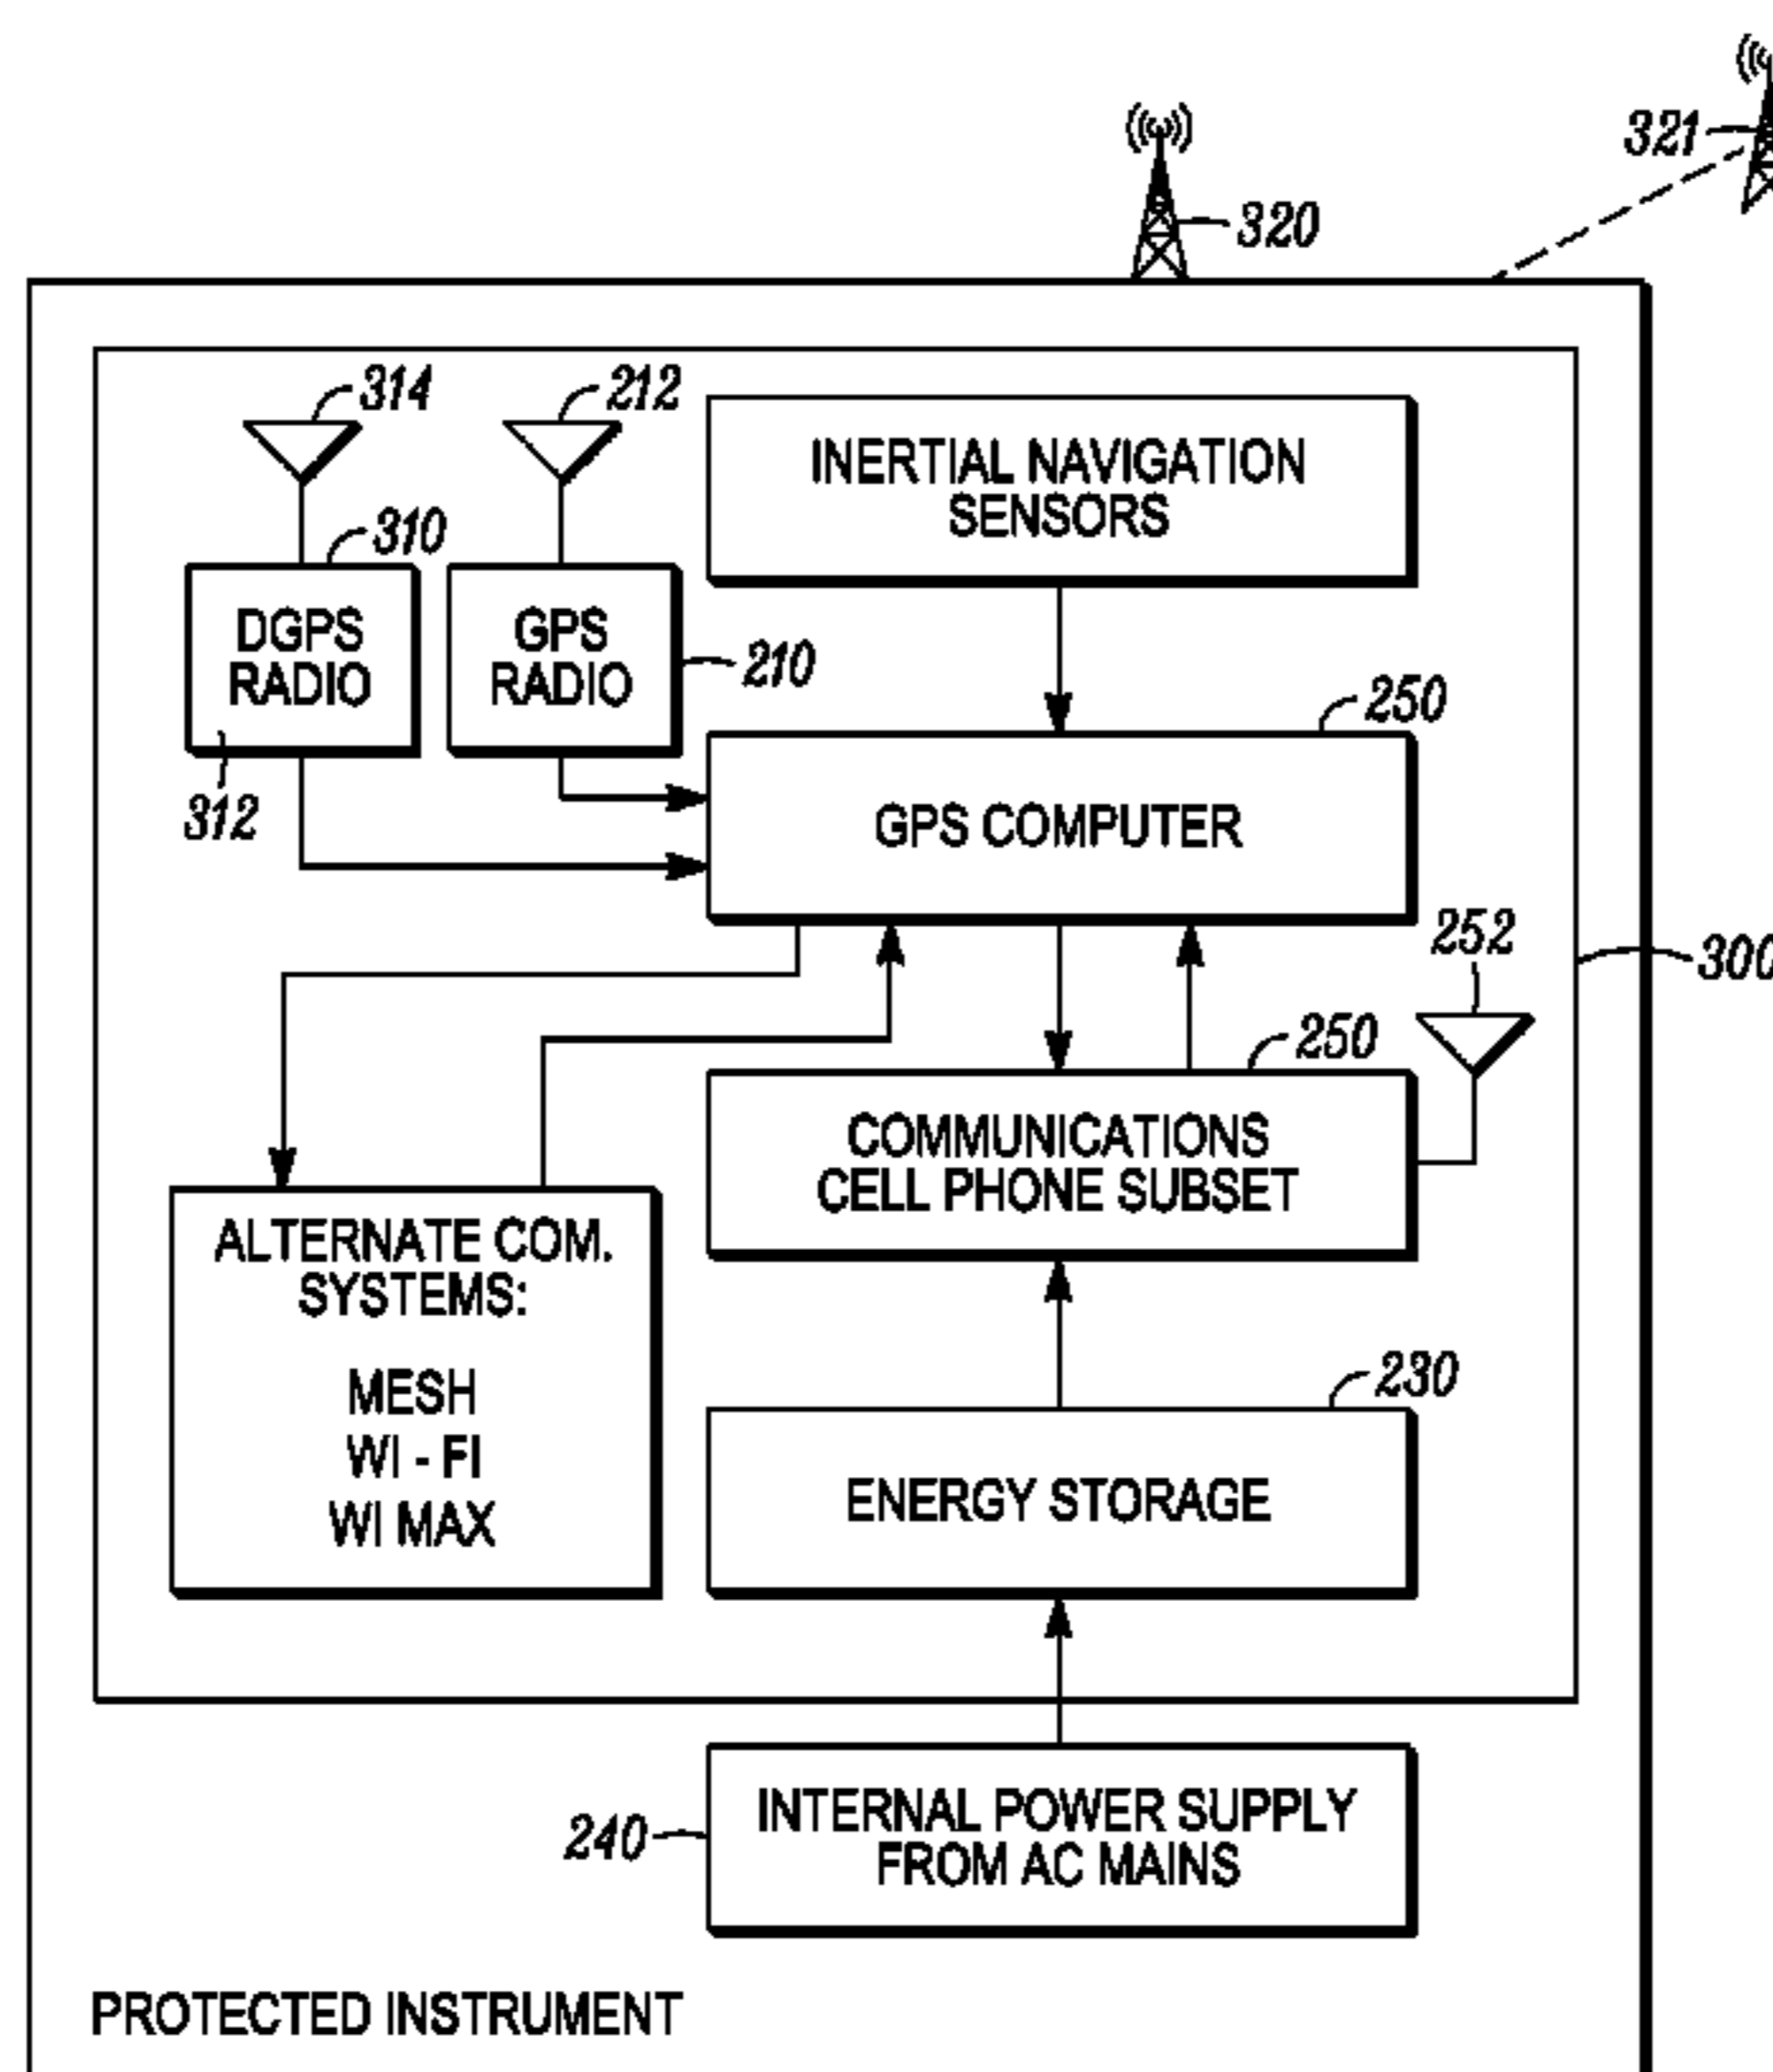 321
320
314
212
INERTIAL NAVIGATION
SENSORS
310
DGPS
RADIO
GPS
RADIO
210
250
312
GPS COMPUTER
252
300
250
COMMUNICATIONS
CELL PHONE SUBSET
ALTERNATE COM.
SYSTEMS:
MESH
WI - FI
WI MAX
230
ENERGY STORAGE
240
INTERNAL POWER SUPPLY
FROM AC MAINS
PROTECTED INSTRUMENT